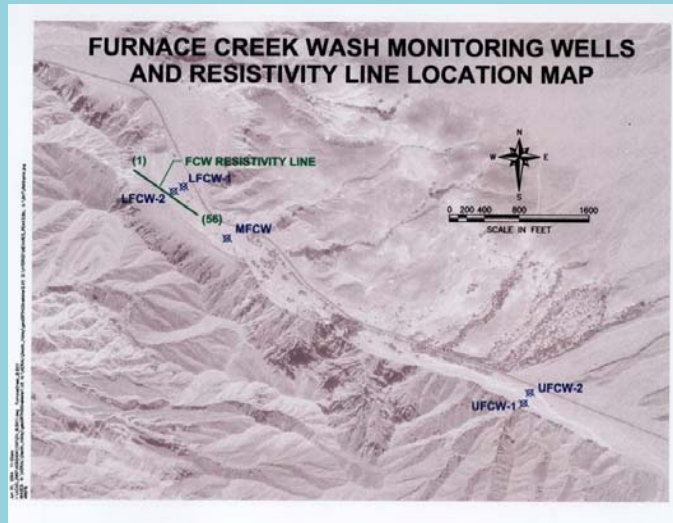 FURNACE CREEK WASH MONITORING WELLS
AND RESISTIVITY LINE LOCATION MAP
(1)
FCW RESISTIVITY LINE
LFCW-1
LFCW-2
(56)
MFCW
N
W E
S
0 200 400 800 1600
SCALE IN FEET
UFCW-2
UFCW-1